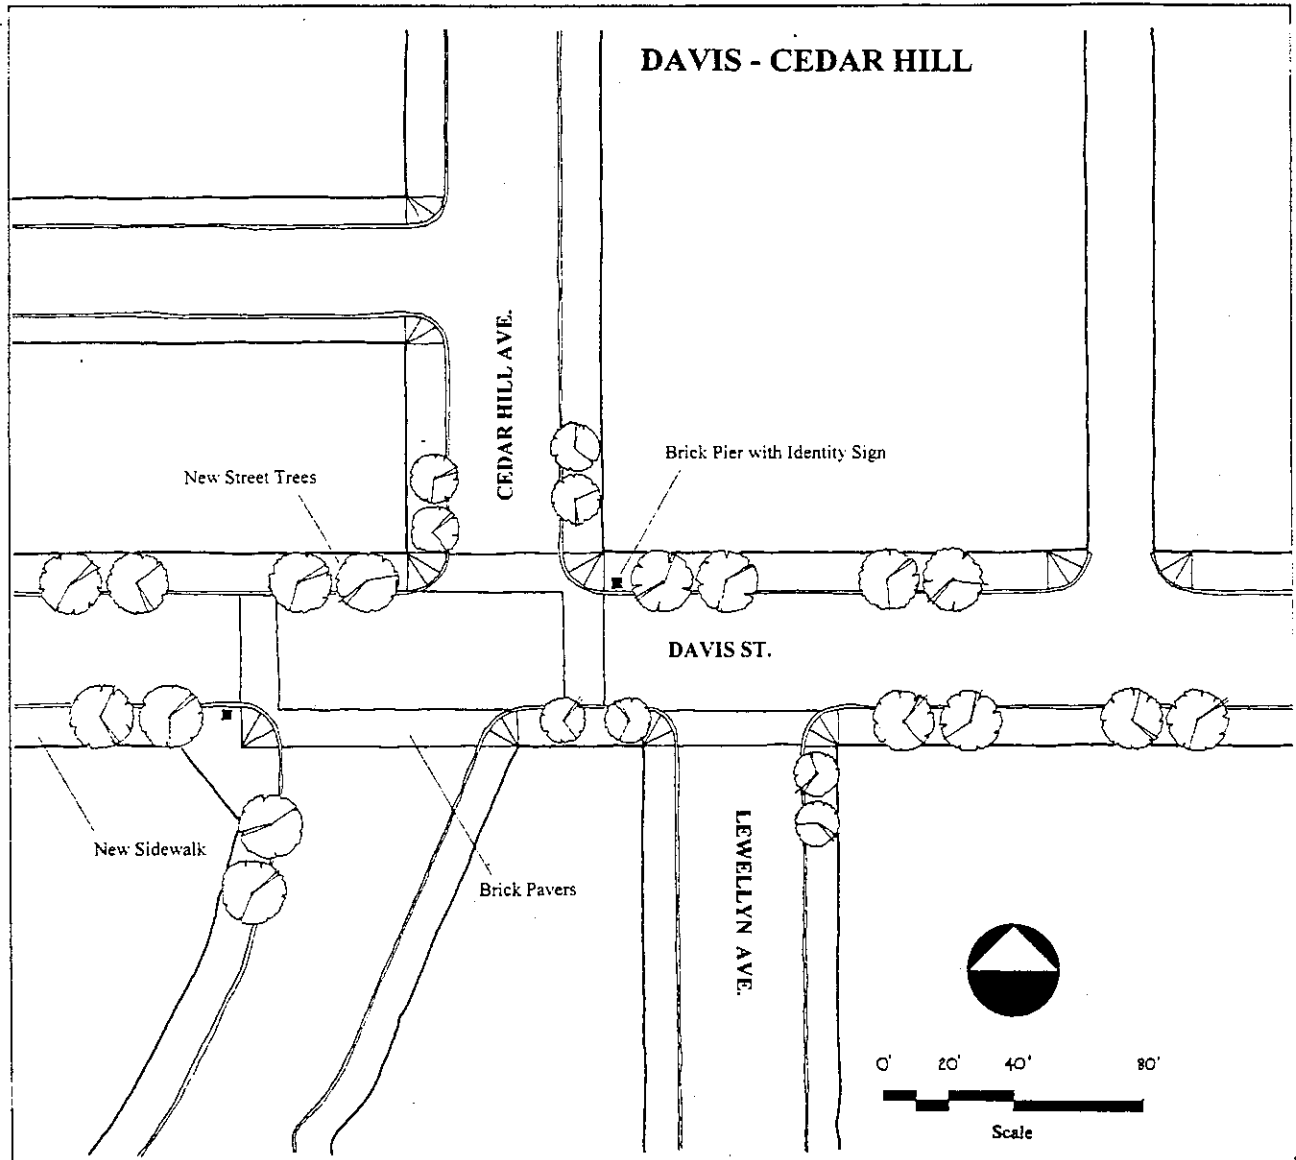 DAVIS - CEDAR HILL
CEDAR HILL AVE.
Brick Pier with Identity Sign
New Street Trees
DAVIS ST.
New Sidewalk
Brick Pavers
LEWELLYN AVE.
0' 20' 40' 80'
Scale